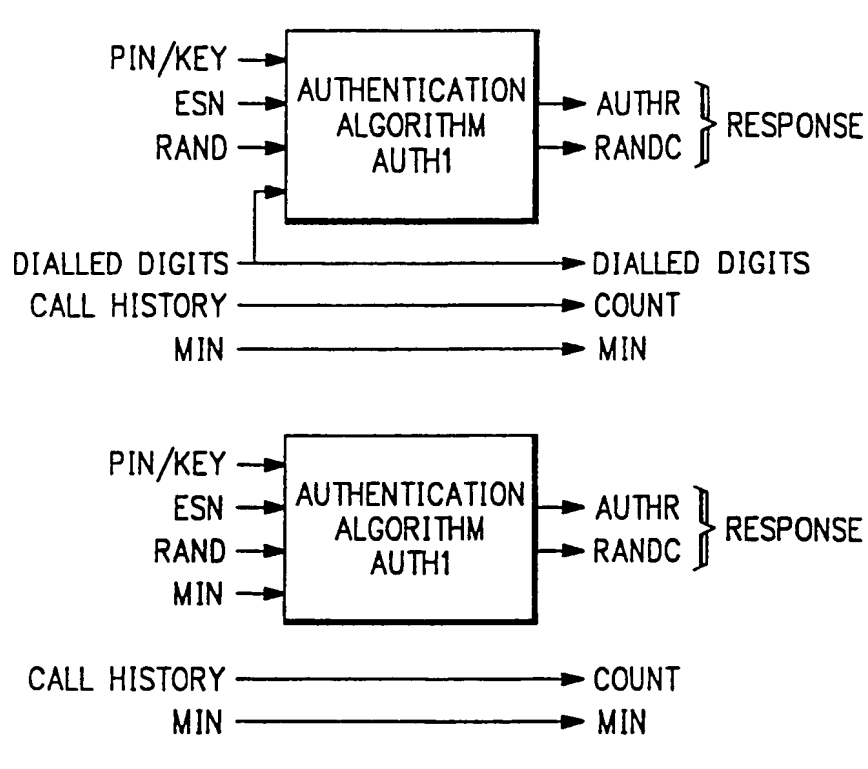 PIN/KEY
ESN
RAND
AUTHENTICATION
ALGORITHM
AUTH1
AUTHR
RANDC
RESPONSE
DIALLED DIGITS
DIALLED DIGITS
CALL HISTORY
COUNT
MIN
MIN
PIN/KEY
ESN
RAND
MIN
AUTHENTICATION
ALGORITHM
AUTH1
AUTHR
RANDC
RESPONSE
CALL HISTORY
COUNT
MIN
MIN